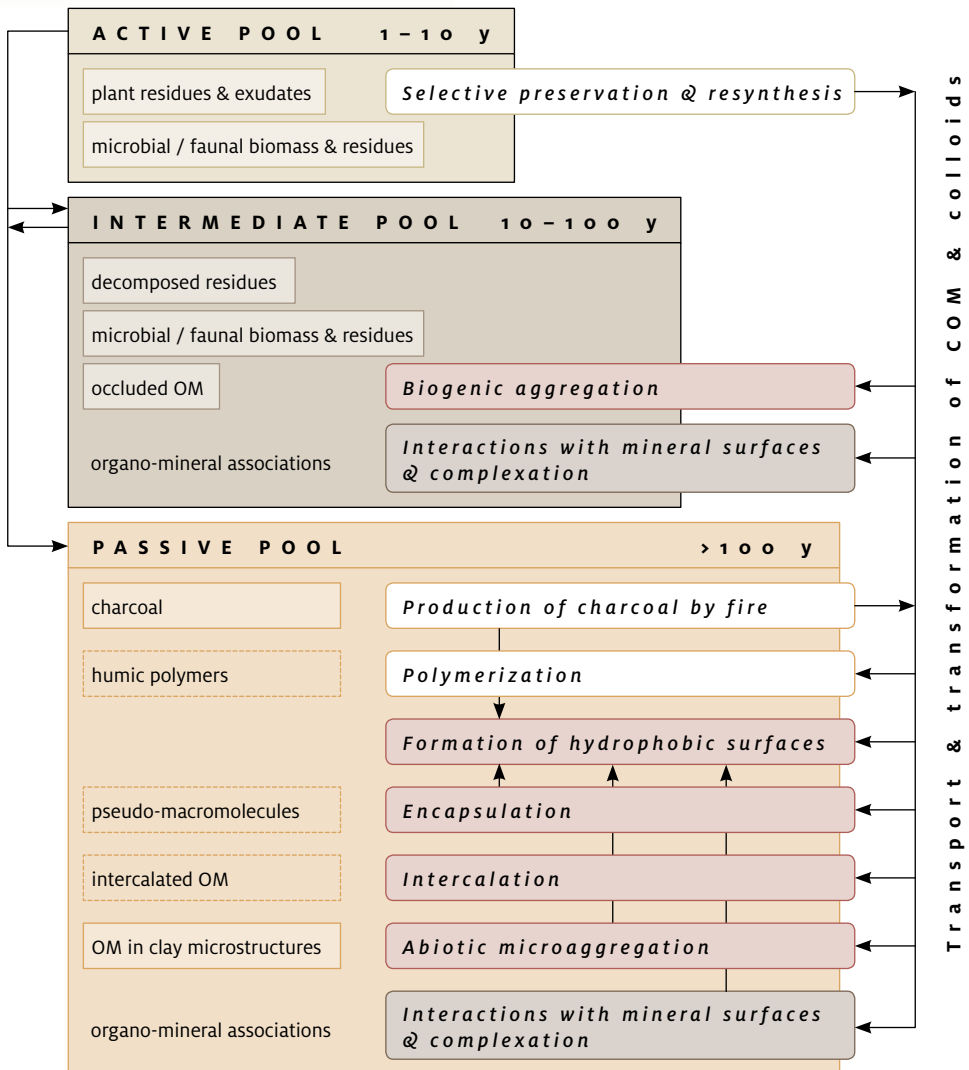 ACTIVE POOL 1–10 y
plant residues & exudates
Selective preservation & resynthesis
microbial / faunal biomass & residues
INTERMEDIATE POOL 10–100 y
decomposed residues
microbial / faunal biomass & residues
occluded OM
Biogenic aggregation
organo-mineral associations
Interactions with mineral surfaces
& complexation
PASSIVE POOL >100 y
charcoal
Production of charcoal by fire
humic polymers
Polymerization
Formation of hydrophobic surfaces
pseudo-macromolecules
Encapsulation
intercalated OM
Intercalation
OM in clay microstructures
Abiotic microaggregation
organo-mineral associations
Interactions with mineral surfaces
& complexation
Transport & transformation of COM & colloids